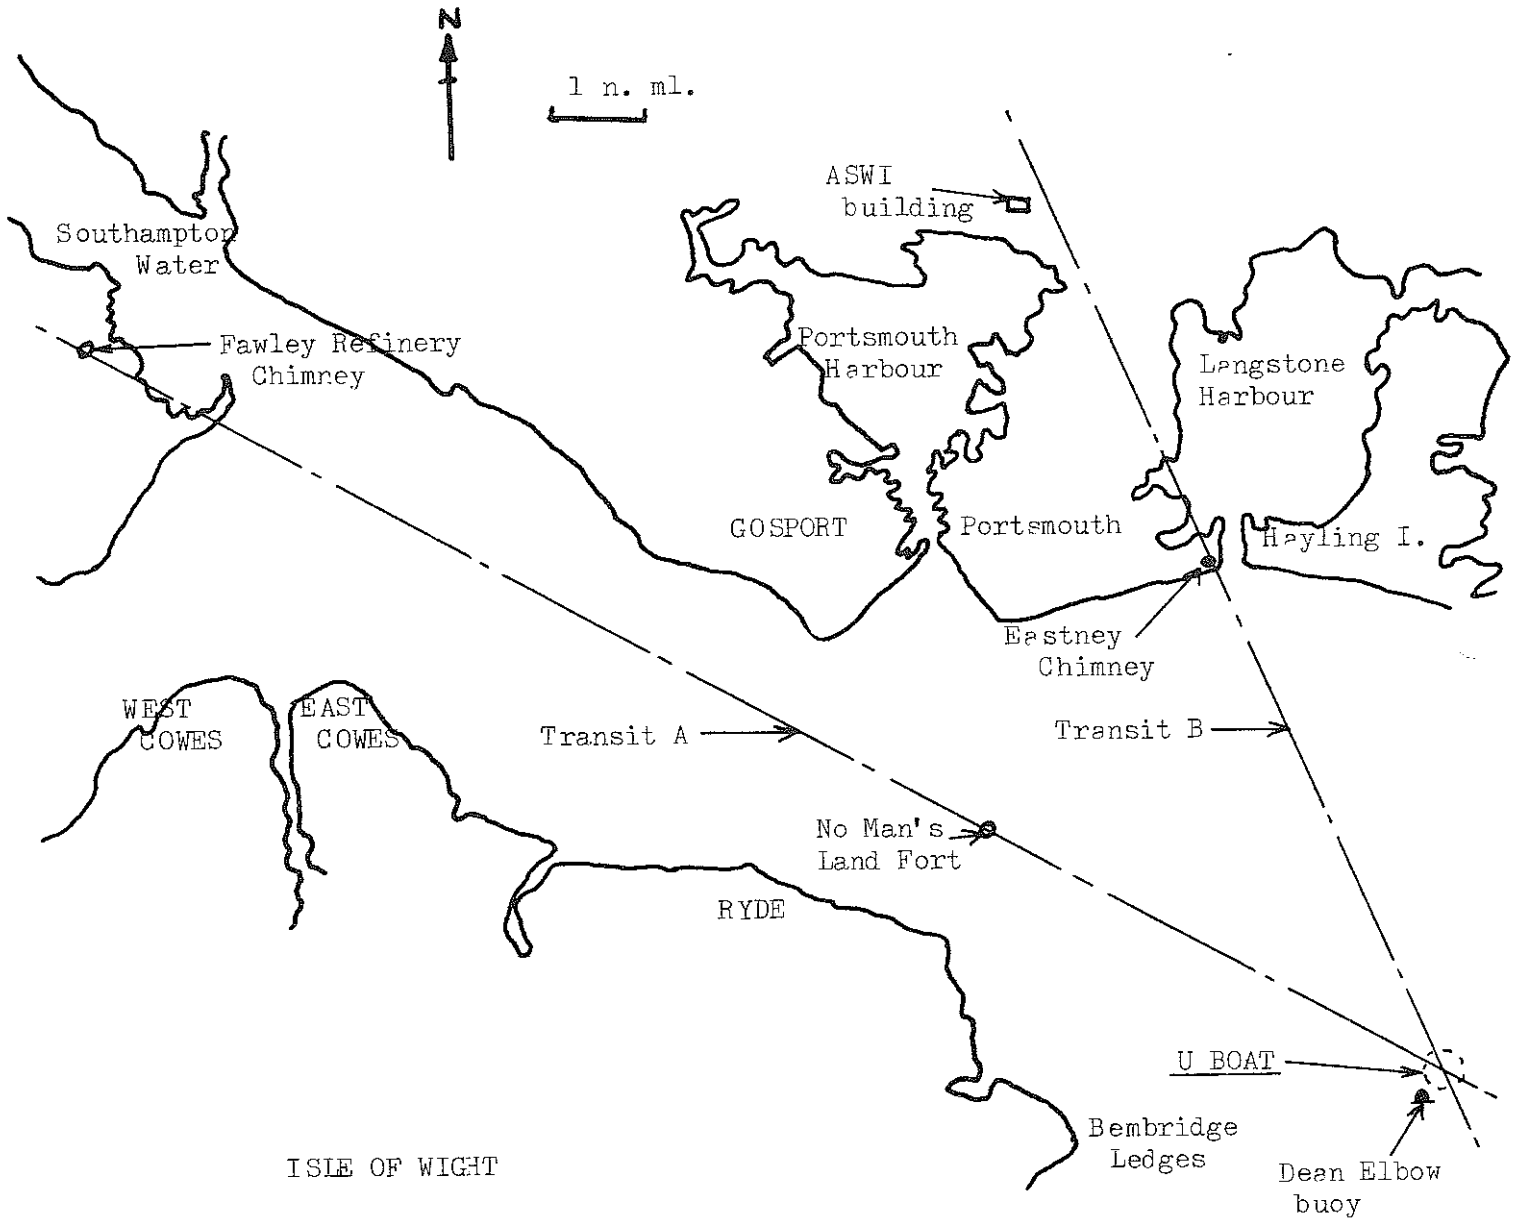 N
1 n. ml.
ASWI
building
Southampton
Water
Fawley Refinery
Chimney
Portsmouth
Harbour
Langstone
Harbour
GOSPORT
Portsmouth
Hayling I.
Eastney
Chimney
WEST
COWES
EAST
COWES
Transit A
Transit B
No Man's
Land Fort
RYDE
U BOAT
Bembridge
Ledges
Dean Elbow
buoy
ISLE OF WIGHT